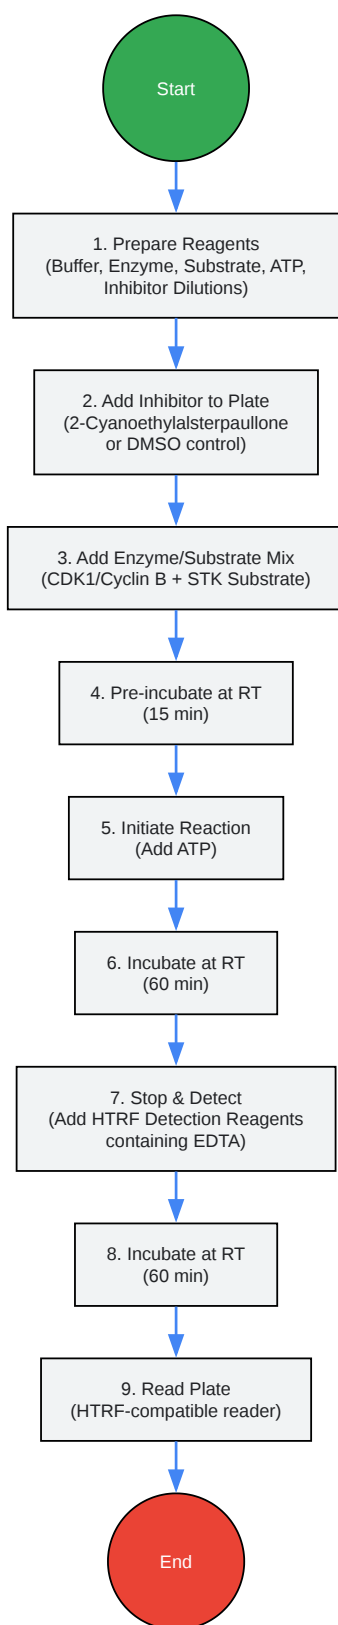 Start
1. Prepare Reagents
(Buffer, Enzyme, Substrate, ATP,
Inhibitor Dilutions)
2. Add Inhibitor to Plate
(2-Cyanoethylalsterpaullone
or DMSO control)
3. Add Enzyme/Substrate Mix
(CDK1/Cyclin B + STK Substrate)
4. Pre-incubate at RT
(15 min)
5. Initiate Reaction
(Add ATP)
6. Incubate at RT
(60 min)
7. Stop & Detect
(Add HTRF Detection Reagents
containing EDTA)
8. Incubate at RT
(60 min)
9. Read Plate
(HTRF-compatible reader)
End